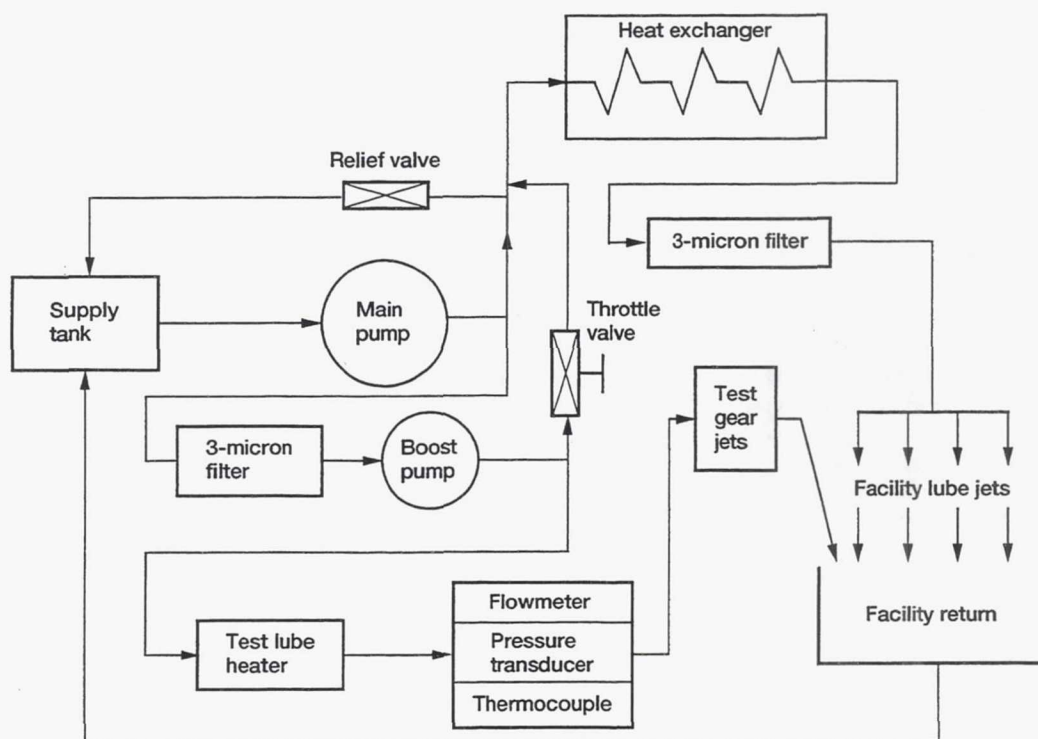 Heat exchanger
Relief valve
3-micron filter
Supply
tank
Main
pump
Throttle
valve
Test
gear
jets
3-micron
filter
Boost
pump
Facility lube jets
Flowmeter
Facility return
Test lube
heater
Pressure
transducer
Thermocouple